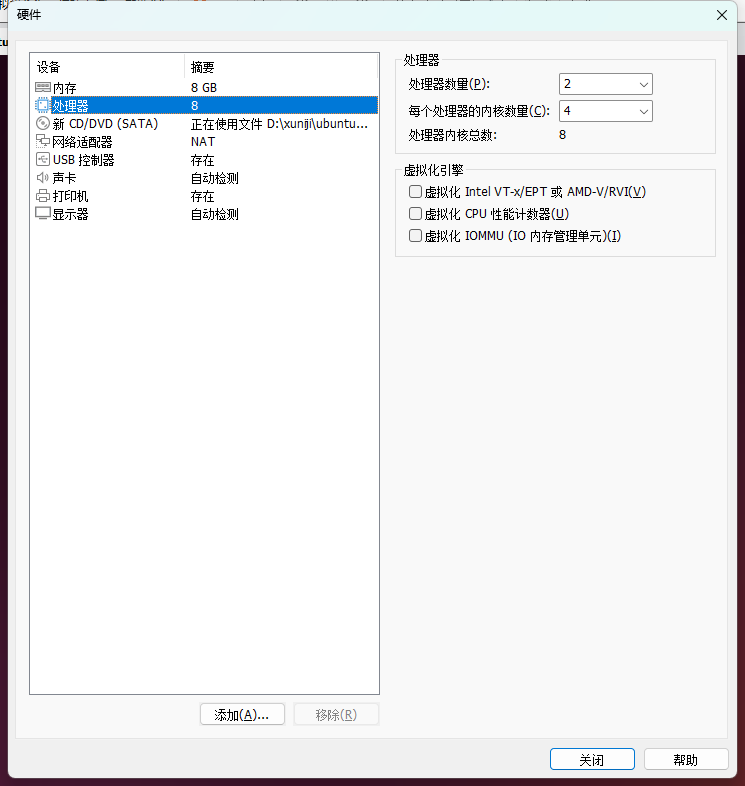 硬件
设备 摘要
内存 8 GB
处理器 8
新 CD/DVD (SATA) 正在使用文件 D:\xuniji\ubuntu...
网络适配器 NAT
USB 控制器 存在
声卡 自动检测
打印机 存在
显示器 自动检测
添加(A)...
移除(R)
处理器
处理器数量(P): 2
每个处理器的内核数量(C): 4
处理器内核总数: 8
虚拟化引擎
虚拟化 Intel VT-x/EPT 或 AMD-V/RVI(V)
虚拟化 CPU 性能计数器(U)
虚拟化 IOMMU (IO 内存管理单元)(I)
关闭
帮助